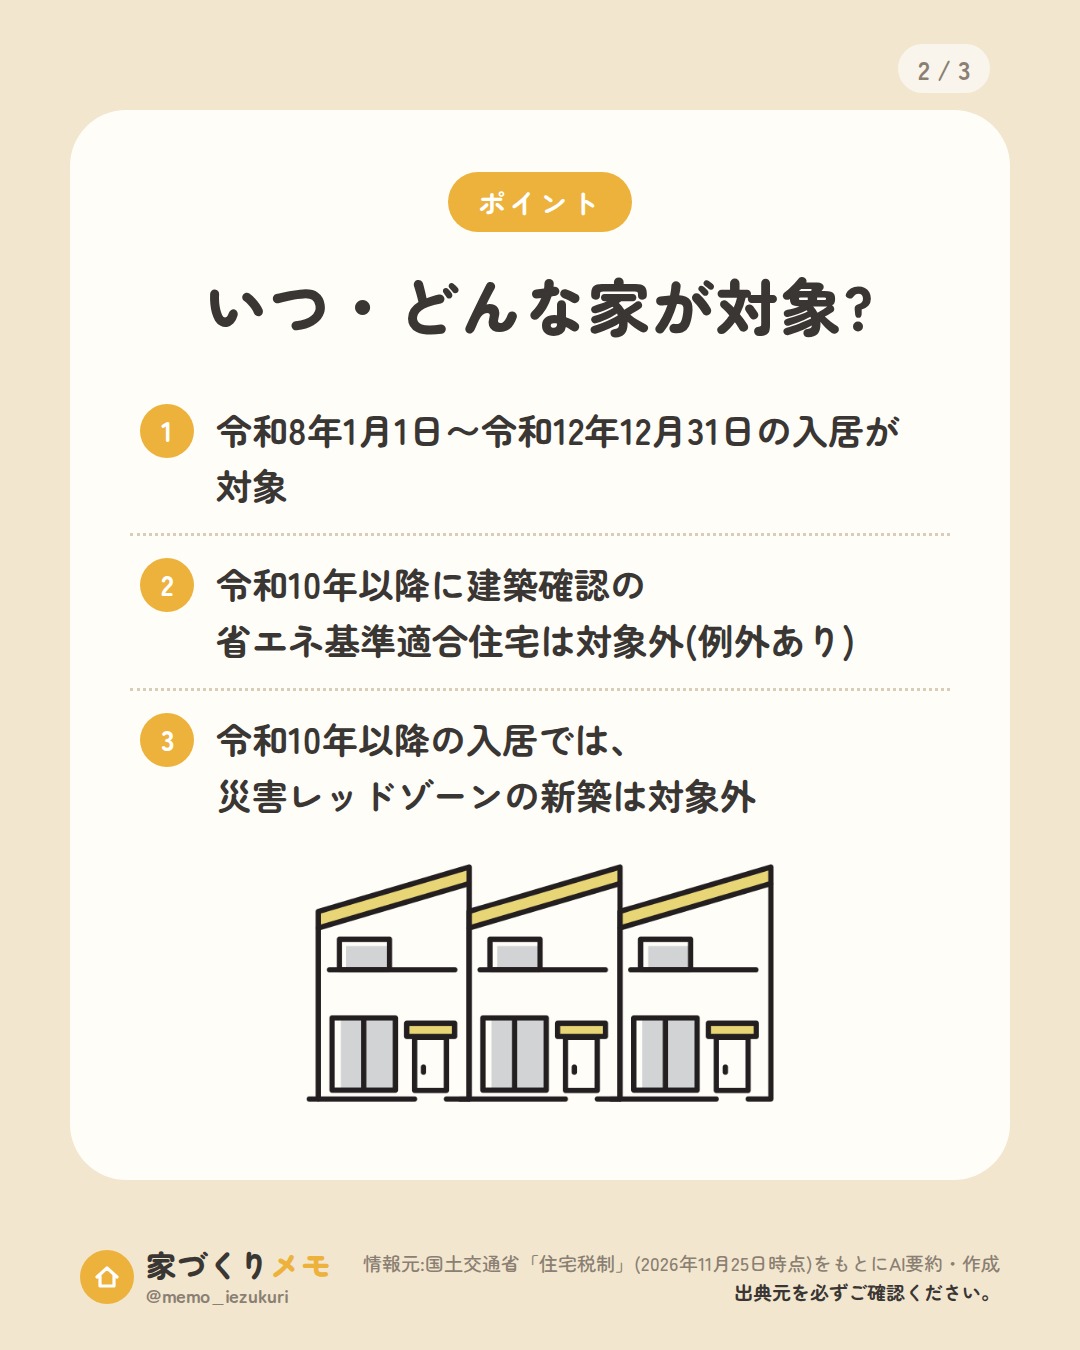 2 / 3
ポイント
いつ・どんな家が対象?
1
令和8年1月1日〜令和12年12月31日の入居が
対象
2
令和10年以降に建築確認の
省エネ基準適合住宅は対象外(例外あり)
3
令和10年以降の入居では、
災害レッドゾーンの新築は対象外
家づくりメモ
@memo_iezukuri
情報元:国土交通省「住宅税制」(2026年11月25日時点)をもとにAI要約・作成
出典元を必ずご確認ください。